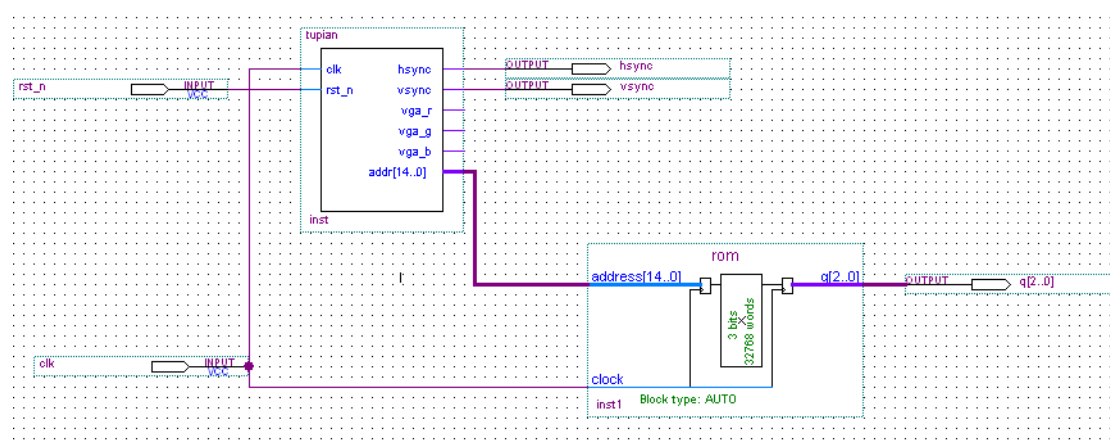 tupian
clk hsync
rst_n vsync
vga_r
vga_g
vga_b
addr[14..0]
inst
rst_n INPUT VCC
OUTPUT hsync
OUTPUT vsync
rom
address[14..0] q[2..0]
3 bits
32768 words
clock
inst1 Block type: AUTO
OUTPUT q[2..0]
clk INPUT VCC